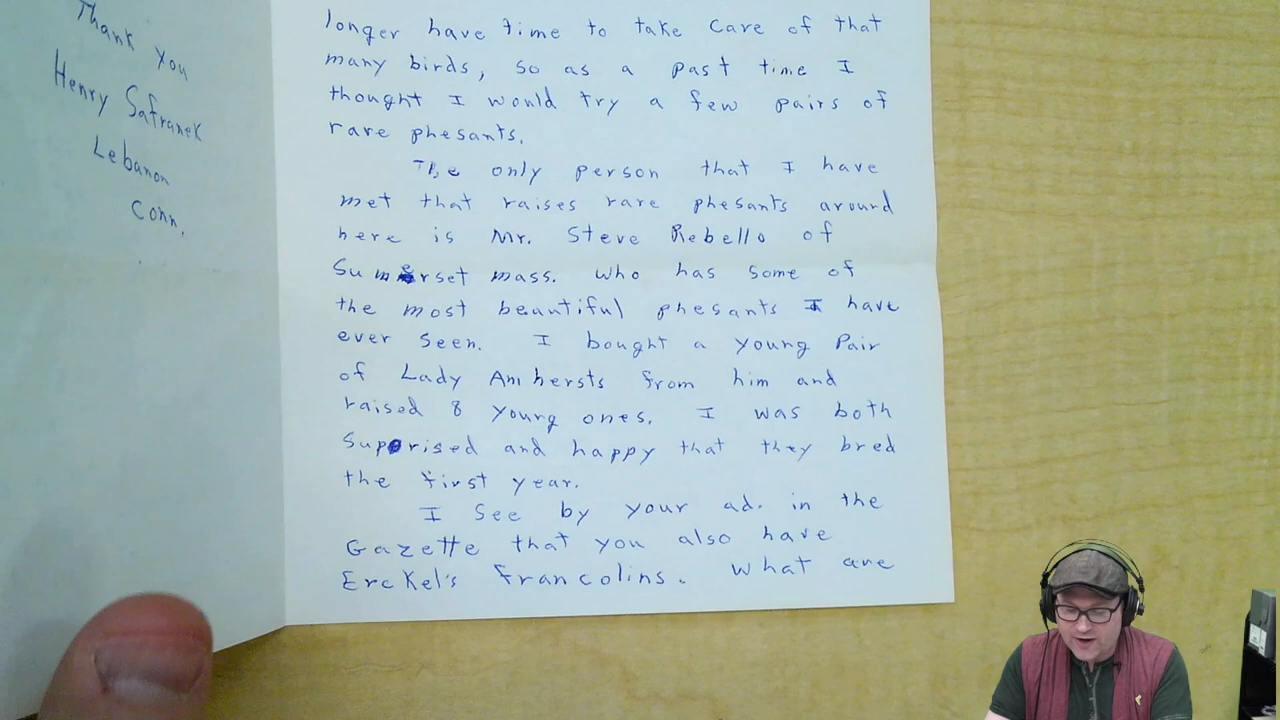 Thank you
Henry Safranek
Lebanon
Conn.
longer have time to take care of that
many birds, so as a past time I
thought I would try a few pairs of
rare phesants.
The only person that I have
met that raises rare phesants around
here is Mr. Steve Rebello of
Sumerset mass. who has some of
the most beautiful phesants I have
ever seen. I bought a young Pair
of Lady Amhersts from him and
raised 8 young ones. I was both
Suporised and happy that they bred
the first year.
I see by your ad. in the
Gazette that you also have
Erckel's francolins. What are